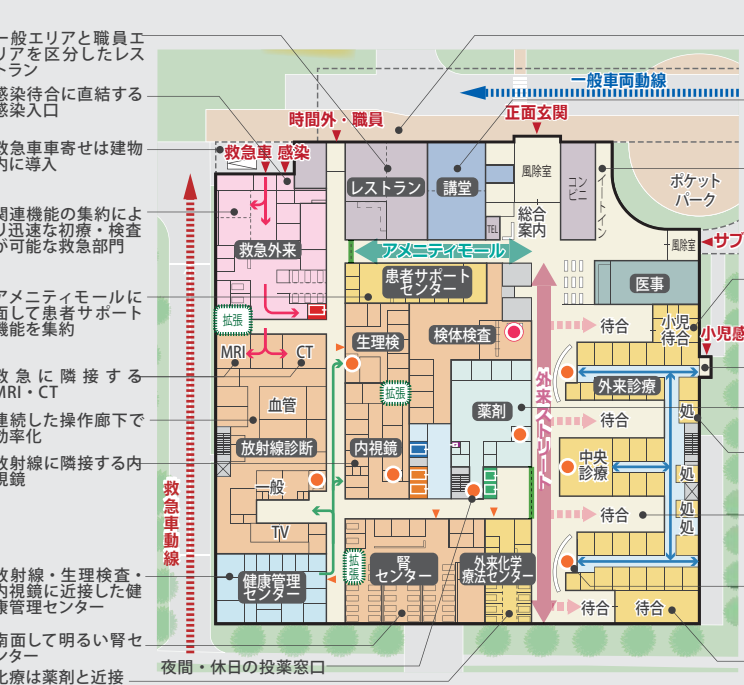 一般エリアと職員エ
リアを区分したレス
トラン
感染待合に直結する
感染入口
救急車車寄せは建物
内に導入
関連機能の集約によ
り迅速な初療・検査
が可能な救急部門
アメニティモールに
面して患者サポート
機能を集約
救急に隣接する
MRI・CT
連続した操作廊下で
効率化
放射線に隣接する内
視鏡
放射線・生理検査・
内視鏡に近接した健
康管理センター
南面して明るい腎セ
ンター
化療は薬剤と近接
夜間・休日の投薬窓口
救急車動線
一般車両動線
時間外・職員
正面玄関
救急車 感染
レストラン
講堂
風除室
コンビニ
イートイン
ポケット
パーク
TEL
総合
案内
風除室
サブ
救急外来
アメニティモール
患者サポート
センター
医事
拡張
生理検
検体検査
待合
小児
待合
小児感
MRI
CT
外来ストリート
外来診療
血管
拡張
薬剤
待合
処
放射線診断
内視鏡
中央
診療
処
一般
待合
処
処
TV
拡張
腎
センター
外来化学
療法センター
健康管理
センター
待合
待合